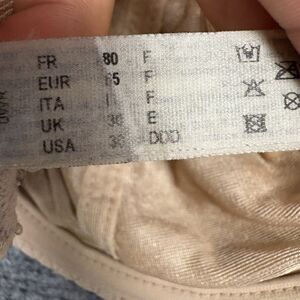 FR 80 F
EUR 65 F
ITA F
UK 30 E
USA 30 DDD